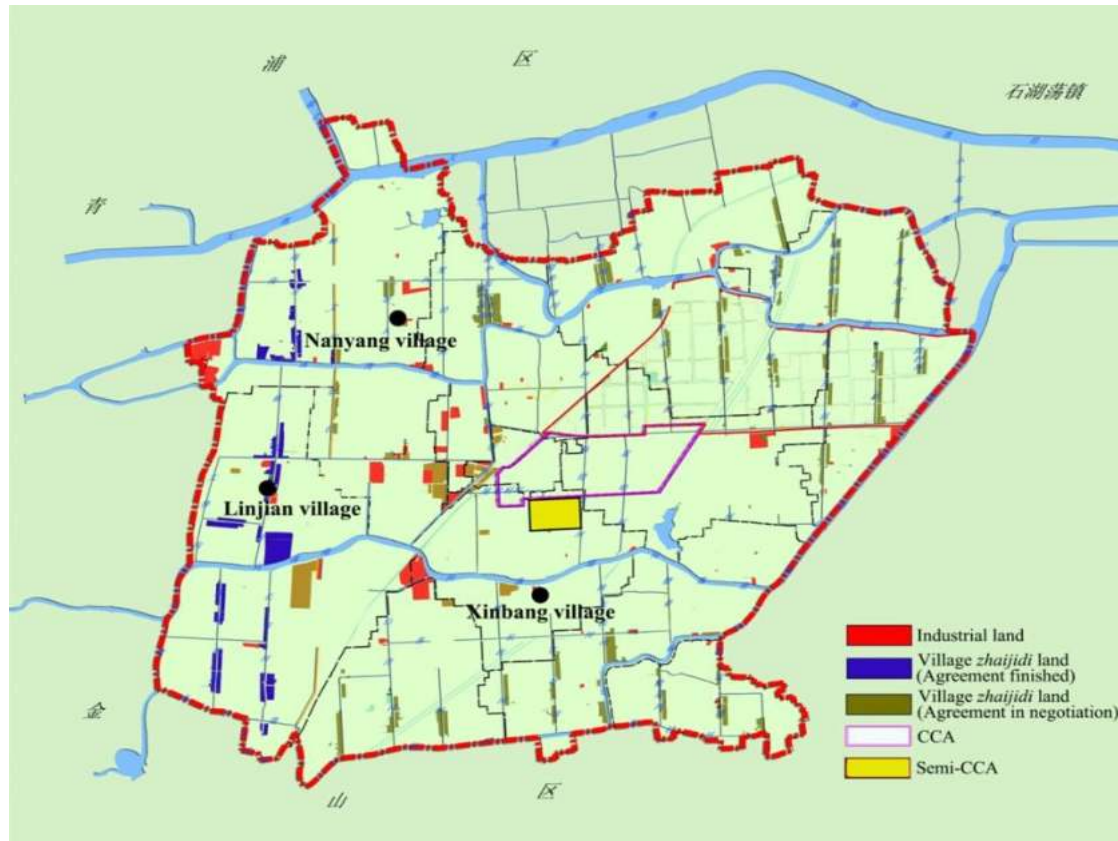 浦
区
石湖荡镇
青
Nanyang village
Linjian village
Xinbang village
金
山
区
Industrial land
Village zhaijidi land
(Agreement finished)
Village zhaijidi land
(Agreement in negotiation)
CCA
Semi-CCA